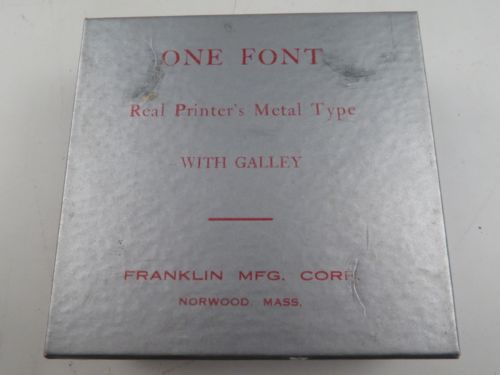 ONE FONT
Real Printer's Metal Type
WITH GALLEY
FRANKLIN MFG. CORP.
NORWOOD, MASS.